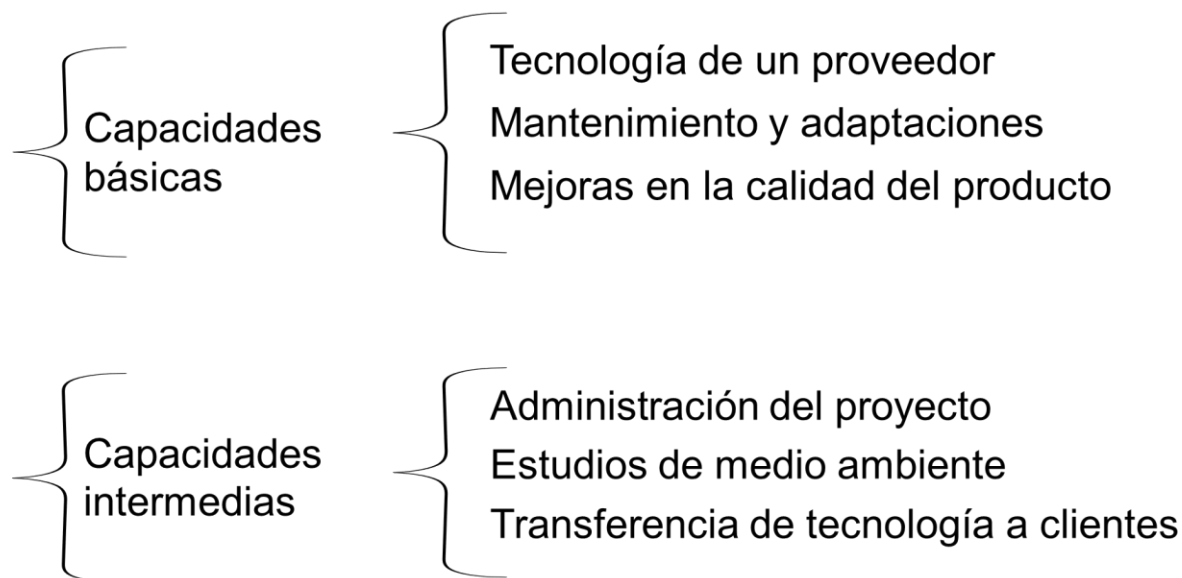 Capacidades
básicas
Tecnología de un proveedor
Mantenimiento y adaptaciones
Mejoras en la calidad del producto
Capacidades
intermedias
Administración del proyecto
Estudios de medio ambiente
Transferencia de tecnología a clientes